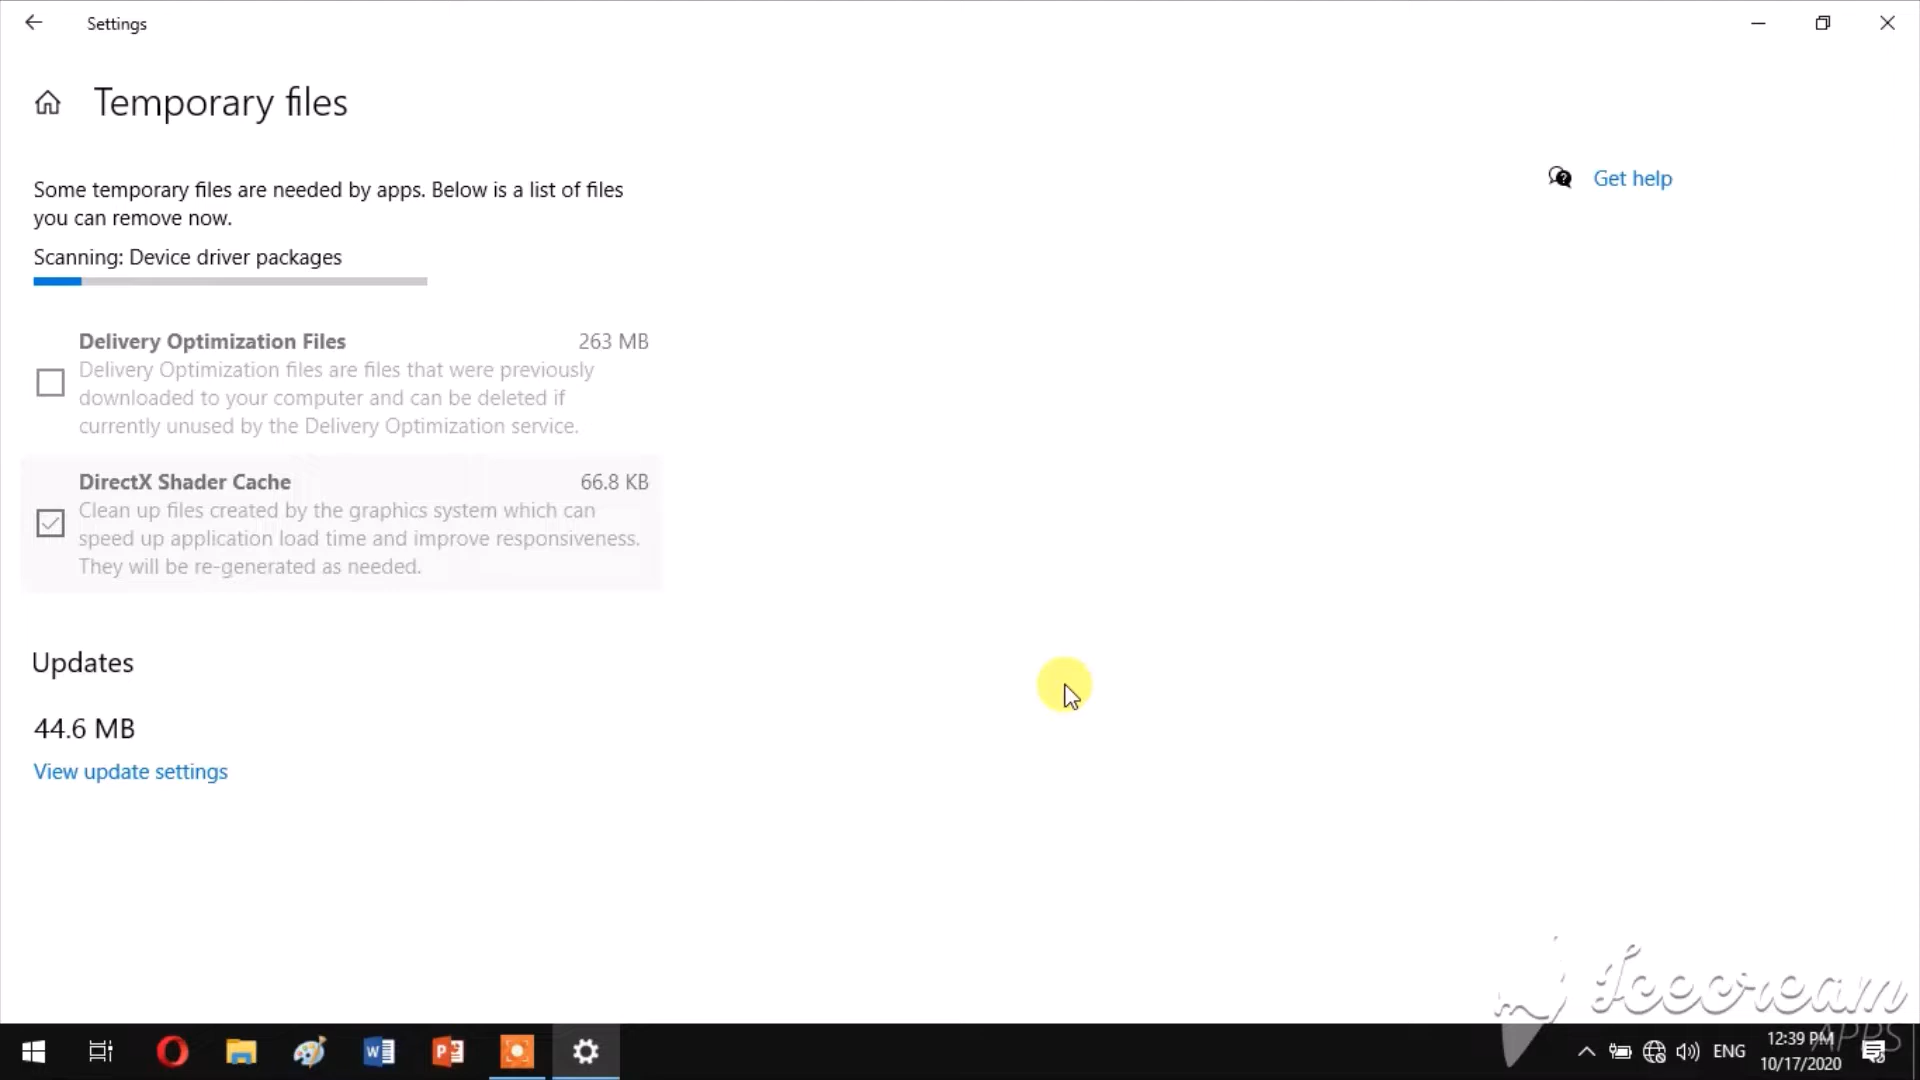 Settings
Temporary files
Some temporary files are needed by apps. Below is a list of files
you can remove now.
Get help
Scanning: Device driver packages
Delivery Optimization Files 263 MB
Delivery Optimization files are files that were previously
downloaded to your computer and can be deleted if
currently unused by the Delivery Optimization service.
DirectX Shader Cache 66.8 KB
Clean up files created by the graphics system which can
speed up application load time and improve responsiveness.
They will be re-generated as needed.
Updates
44.6 MB
View update settings
Icecream
APPS
ENG
12:39 PM
10/17/2020